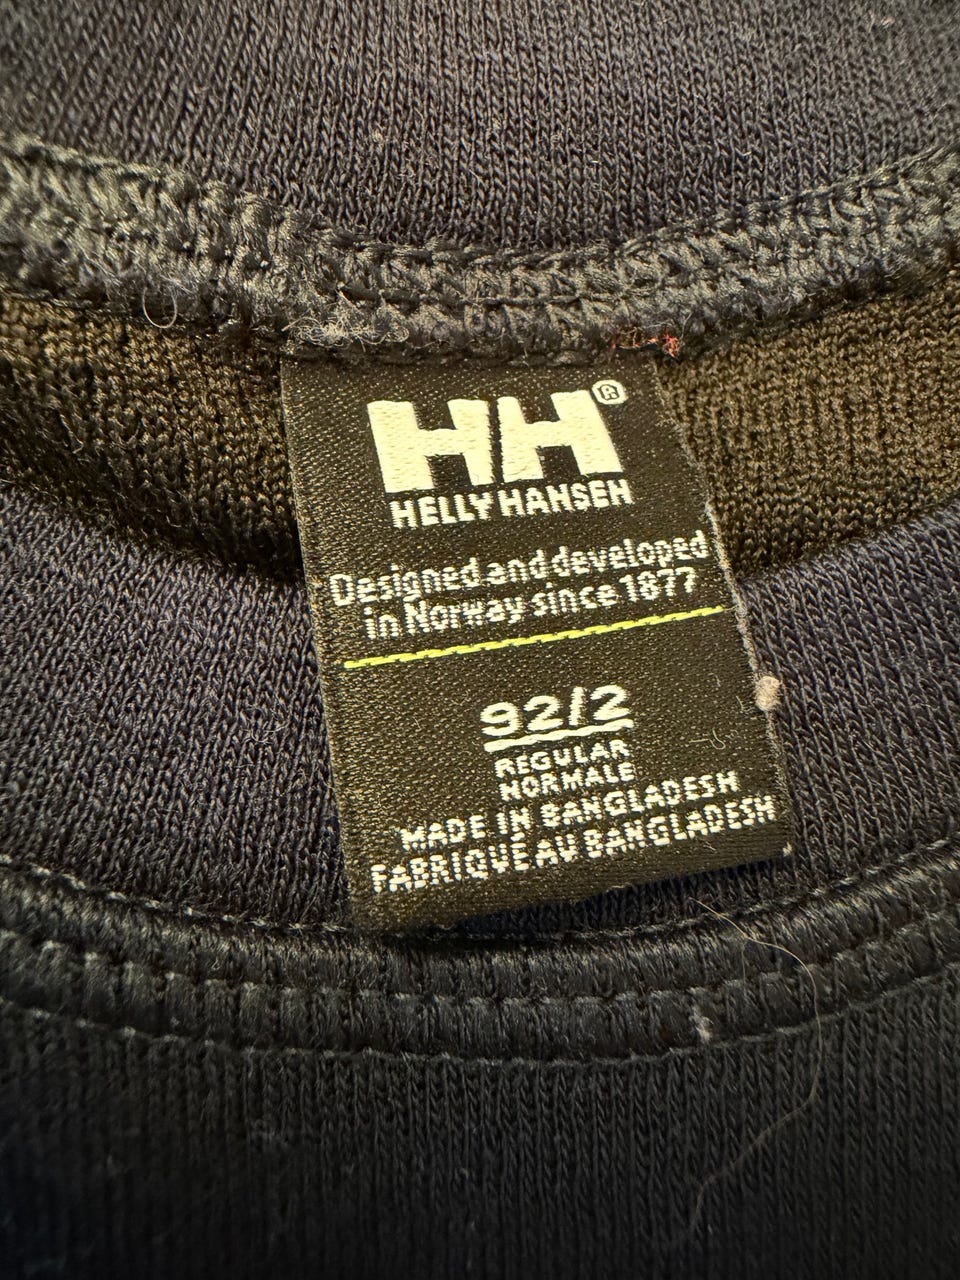 HH®
HELLY HANSEN
Designed and developed
in Norway since 1877
92/2
REGULAR
NORMALE
MADE IN BANGLADESH
FABRIQUE AU BANGLADESH